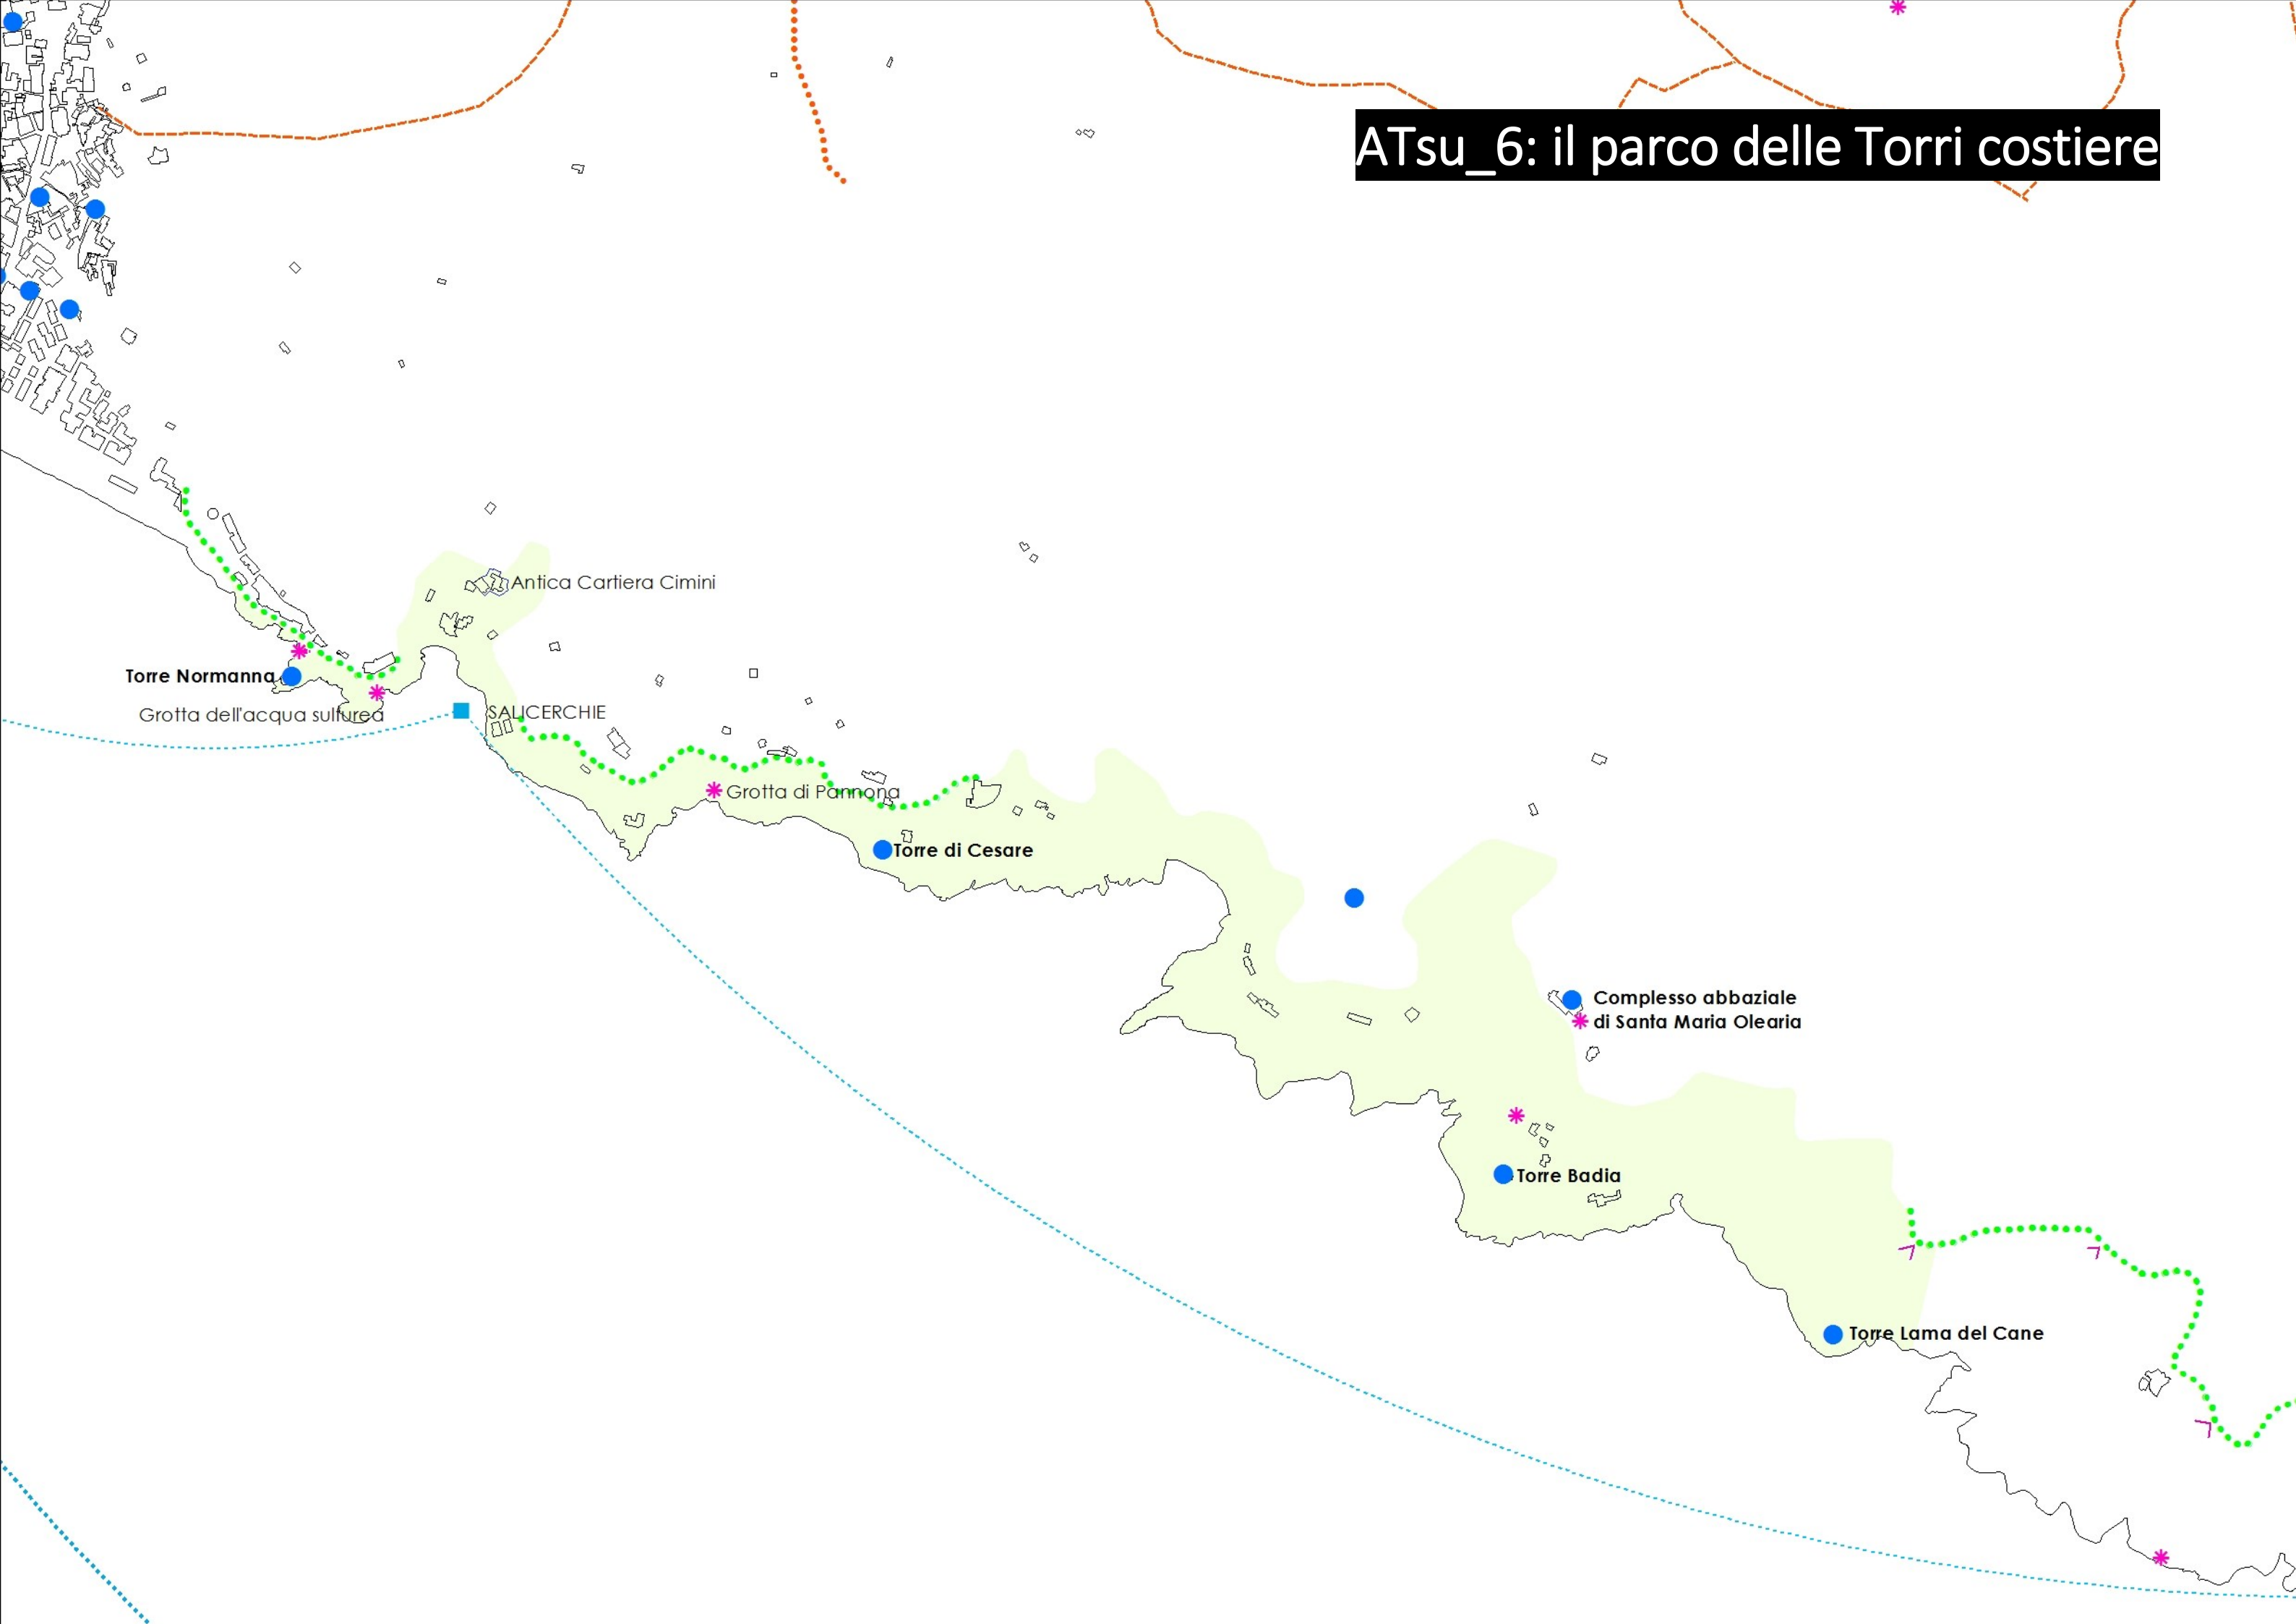 ATsu_6: il parco delle Torri costiere
Antica Cartiera Cimini
Torre Normanna
Grotta dell'acqua sulfurea
SALICERCHIE
Grotta di Pannona
Torre di Cesare
Complesso abbaziale
di Santa Maria Olearia
Torre Badia
Torre Lama del Cane